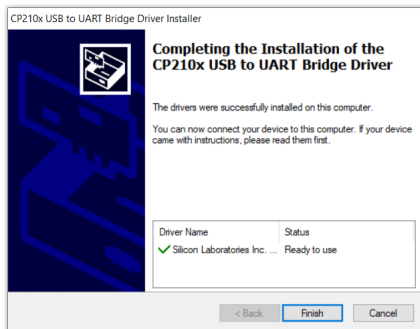 CP210x USB to UART Bridge Driver Installer
Completing the Installation of the
CP210x USB to UART Bridge Driver
The drivers were successfully installed on this computer.
You can now connect your device to this computer. If your device
came with instructions, please read them first.
Driver Name Status
Silicon Laboratories Inc. ... Ready to use
< Back Finish Cancel